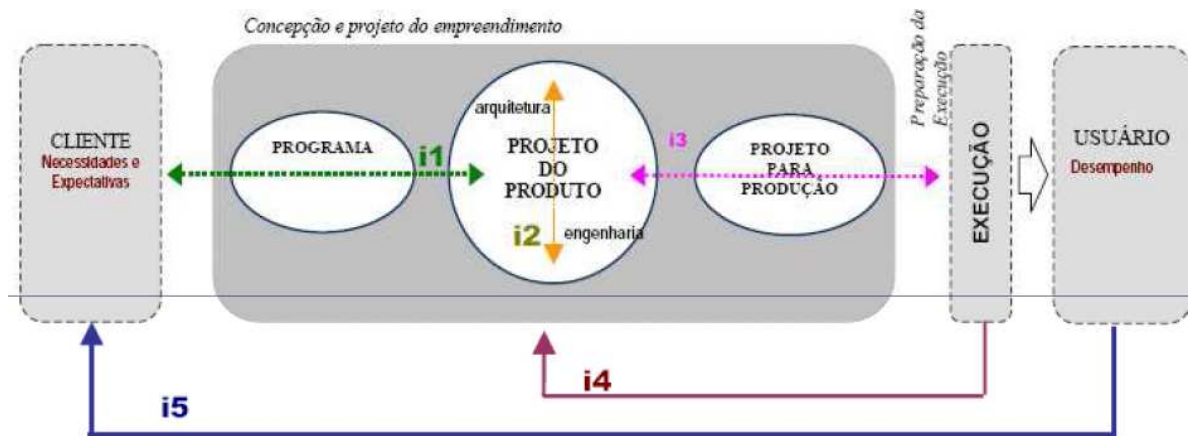 Concepção e projeto do empreendimento
CLIENTE
Necessidades e
Expectativas
PROGRAMA
i1
arquitetura
PROJETO
DO
PRODUTO
i2
engenharia
i3
PROJETO
PARA
PRODUÇÃO
Preparação da
Execução
EXECUÇÃO
USUÁRIO
Desempenho
i4
i5